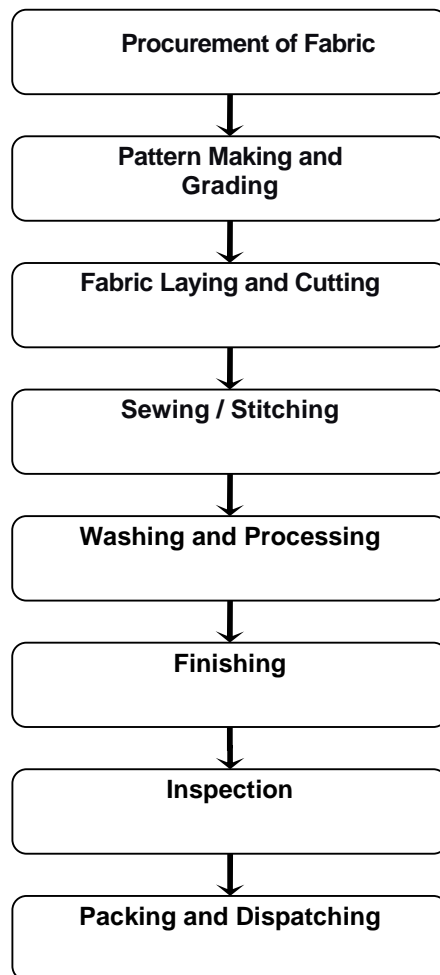 Procurement of Fabric
Pattern Making and
Grading
Fabric Laying and Cutting
Sewing / Stitching
Washing and Processing
Finishing
Inspection
Packing and Dispatching